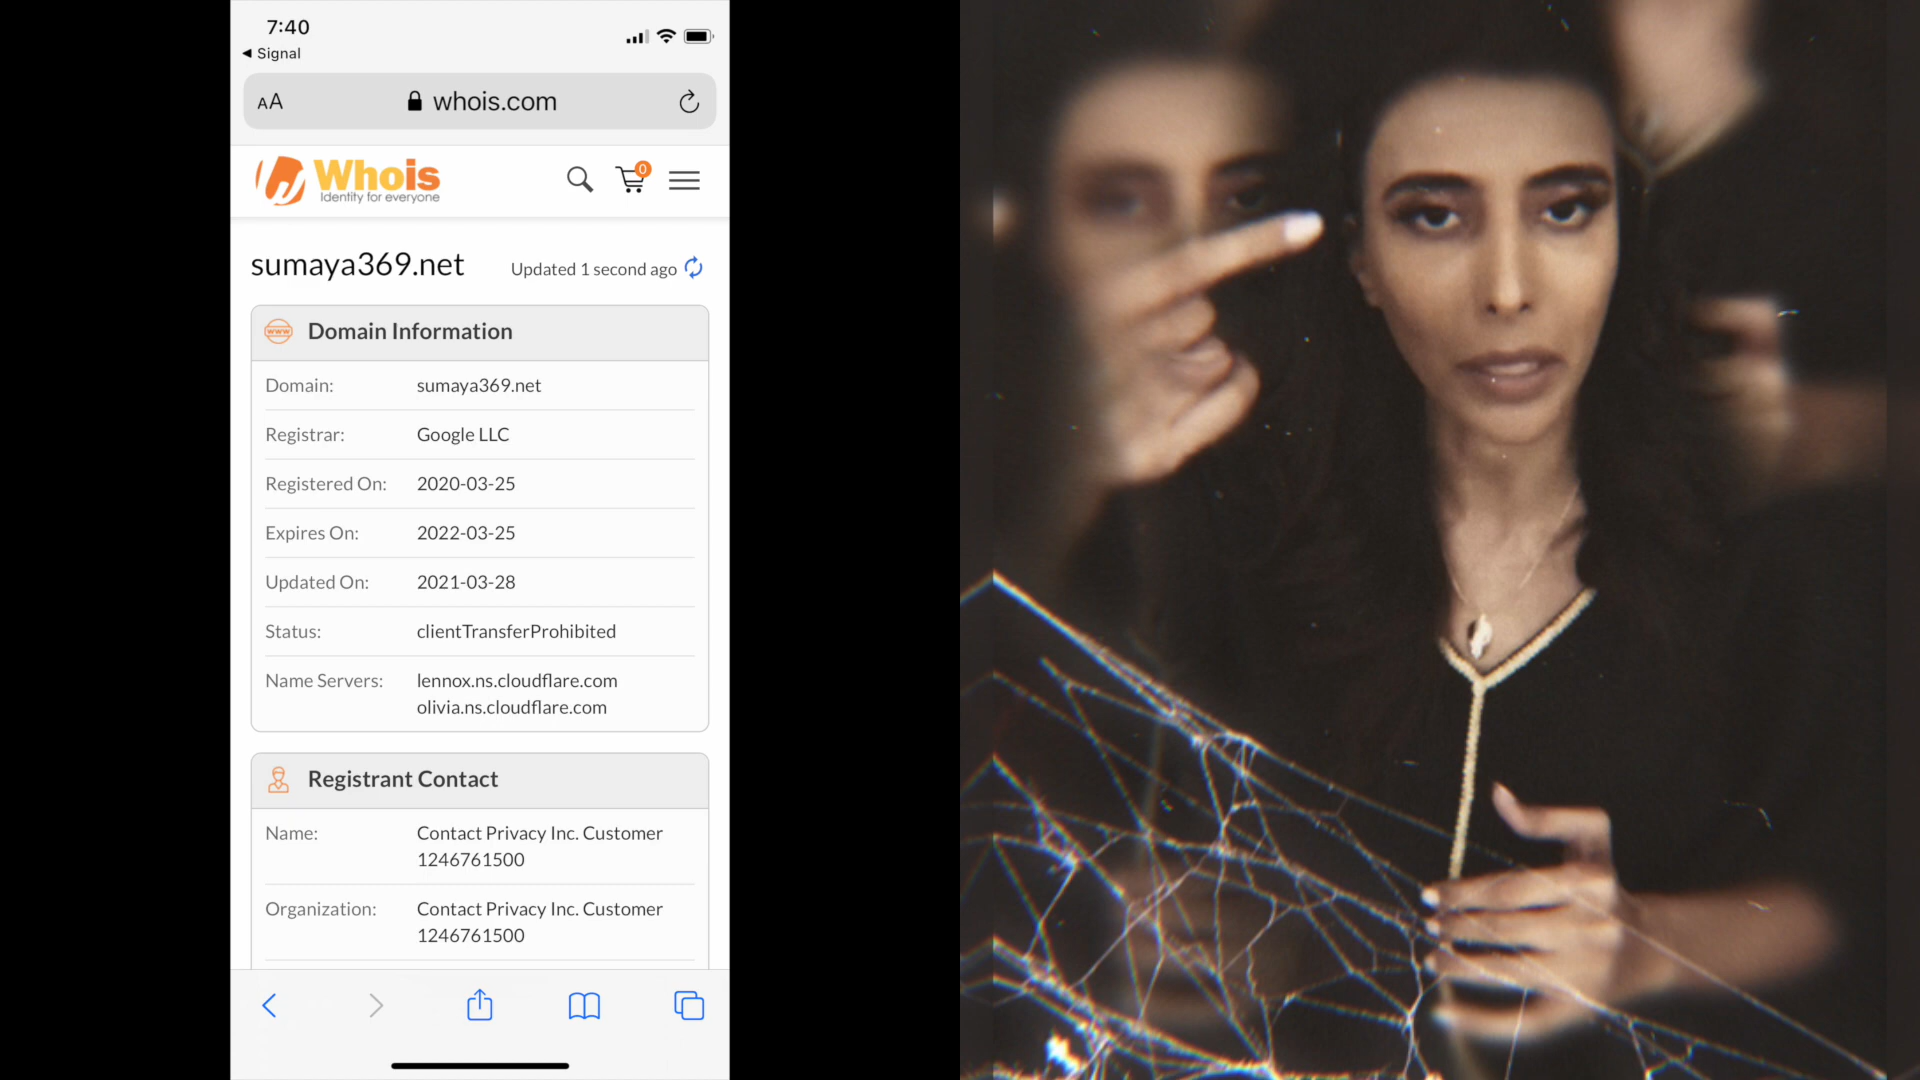 7:40
◀ Signal
AA
whois.com
Whois
0
Identity for everyone
sumaya369.net
Updated 1 second ago
www
Domain Information
Domain: sumaya369.net
Registrar: Google LLC
Registered On: 2020-03-25
Expires On: 2022-03-25
Updated On: 2021-03-28
Status: clientTransferProhibited
Name Servers: lennox.ns.cloudflare.com
olivia.ns.cloudflare.com
Registrant Contact
Name: Contact Privacy Inc. Customer
1246761500
Organization: Contact Privacy Inc. Customer
1246761500